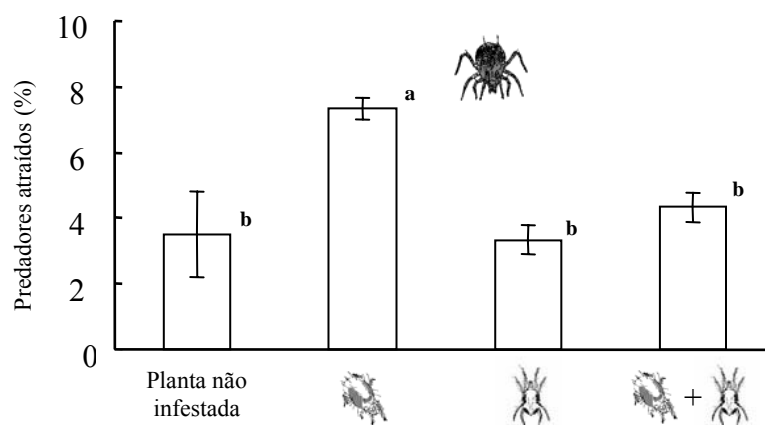 10
8
6
4
2
0
Predadores atraídos (%)
b
a
b
b
Planta não
infestada
+